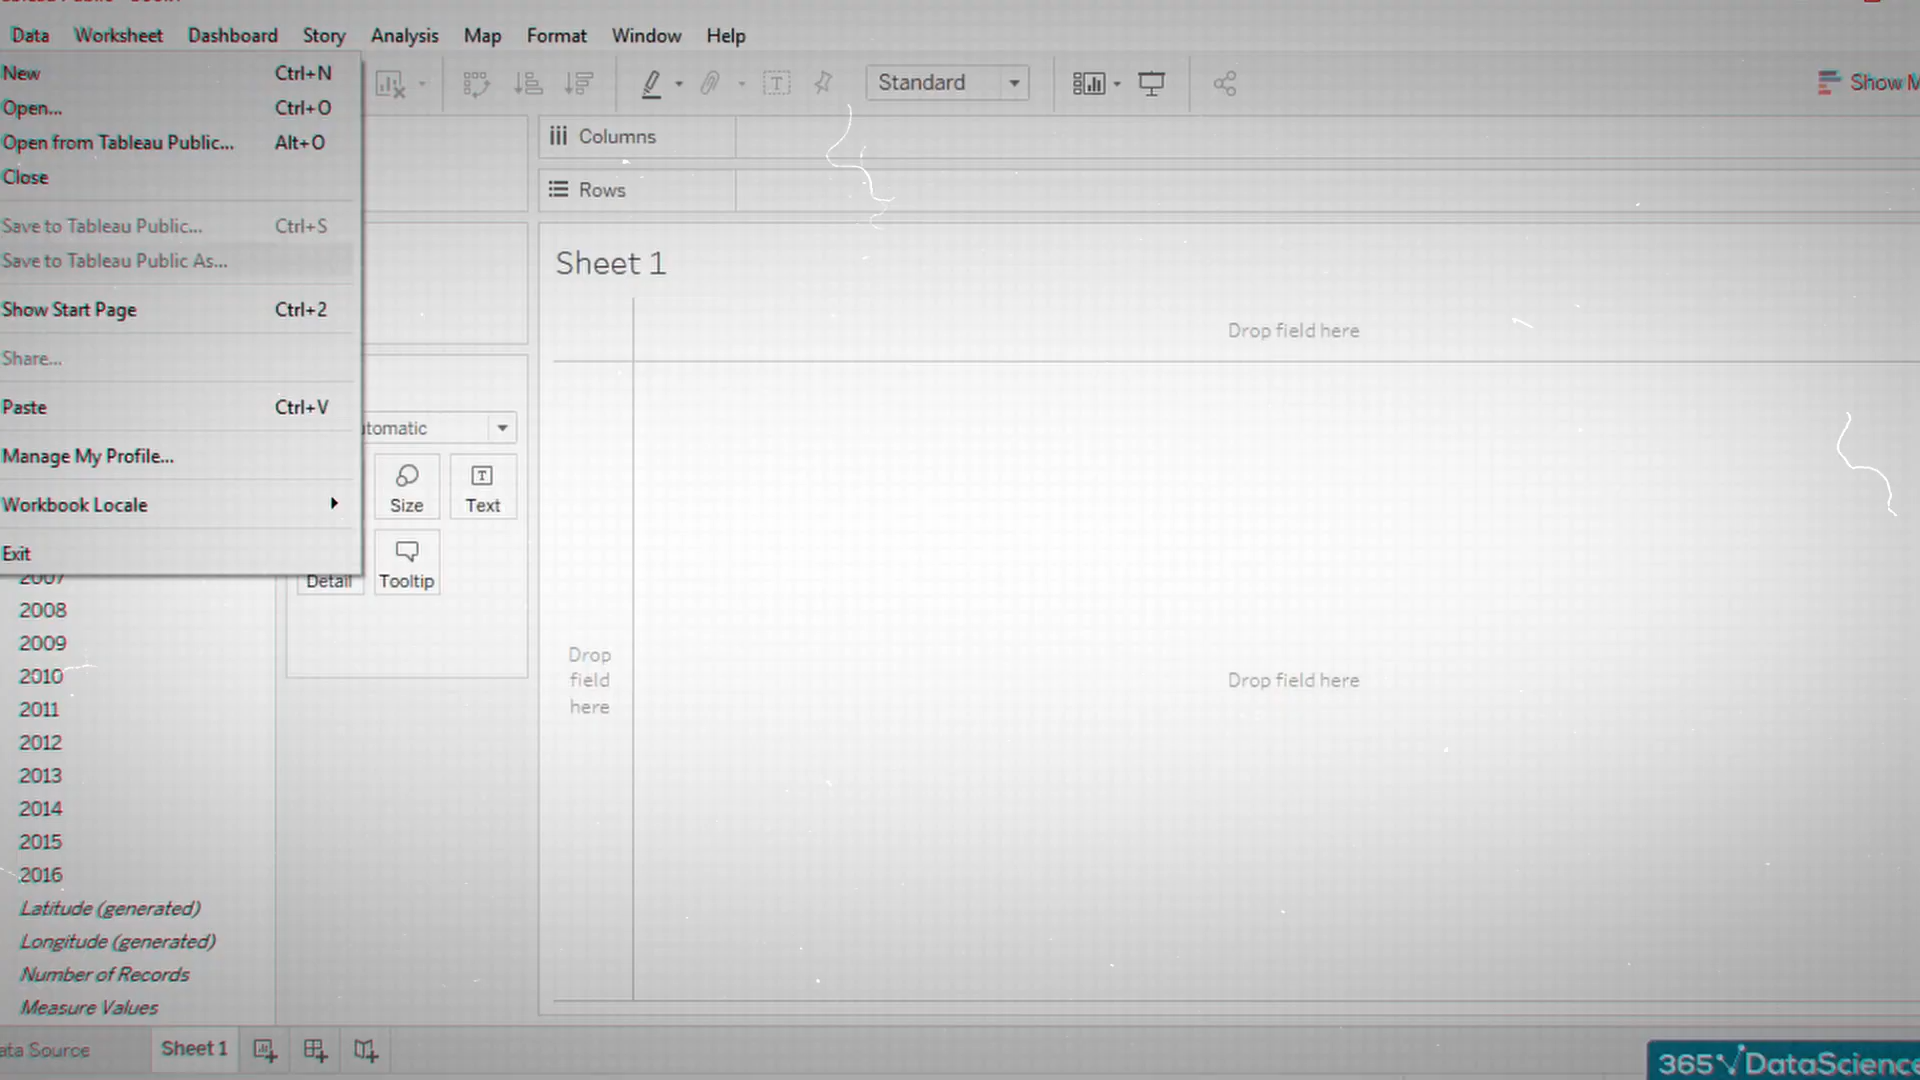 Data Worksheet Dashboard Story Analysis Map Format Window Help
New Ctrl+N
Open... Ctrl+O
Open from Tableau Public... Alt+O
Close
Save to Tableau Public... Ctrl+S
Save to Tableau Public As...
Show Start Page Ctrl+2
Share...
Paste Ctrl+V
Manage My Profile...
Workbook Locale
Exit
Standard
Show M
Columns
Rows
Sheet 1
Drop field here
Drop
field
here
Drop field here
tomatic
Size Text
Detail Tooltip
2007
2008
2009
2010
2011
2012
2013
2014
2015
2016
Latitude (generated)
Longitude (generated)
Number of Records
Measure Values
ata Source Sheet 1
365 DataScience